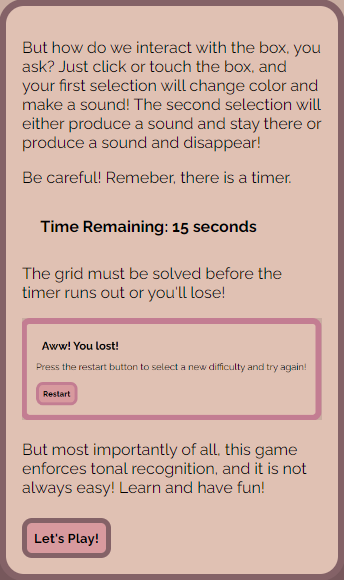 But how do we interact with the box, you
ask? Just click or touch the box, and
your first selection will change color and
make a sound! The second selection will
either produce a sound and stay there or
produce a sound and disappear!
Be careful! Remeber, there is a timer.
Time Remaining: 15 seconds
The grid must be solved before the
timer runs out or you'll lose!
Aww! You lost!
Press the restart button to select a new difficulty and try again!
Restart
But most importantly of all, this game
enforces tonal recognition, and it is not
always easy! Learn and have fun!
Let's Play!